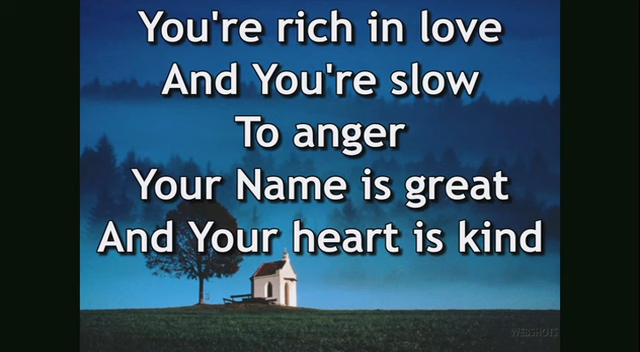 You're rich in love
And You're slow
To anger
Your Name is great
And Your heart is kind
WEBSHOTS